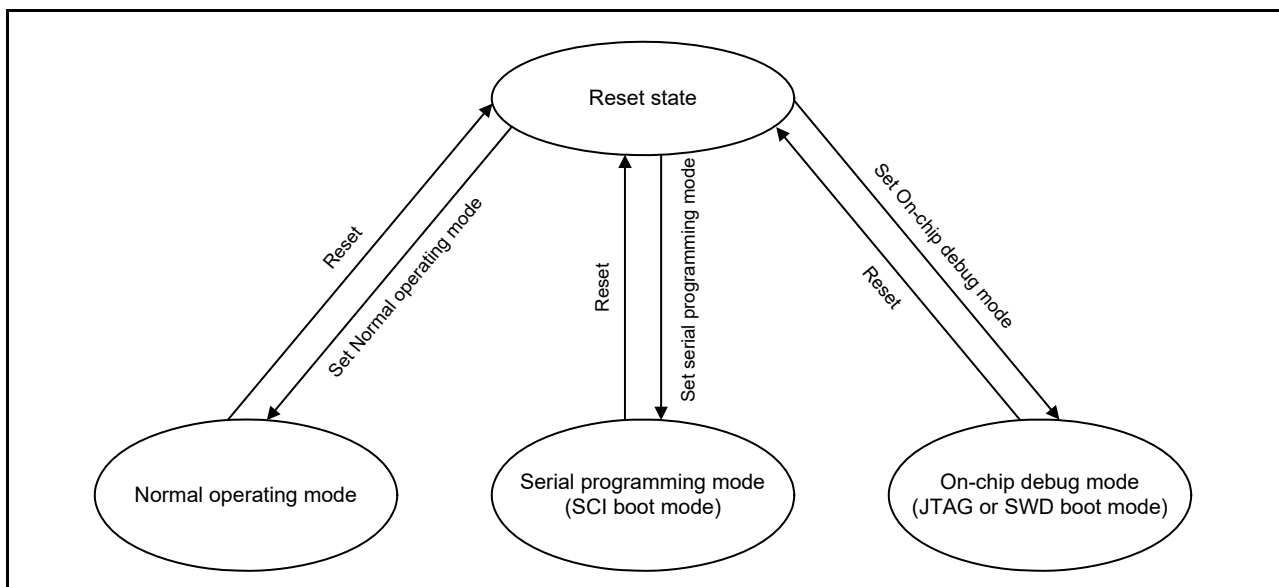 Reset state
Reset
Set Normal operating mode
Reset
Set serial programming mode
Set On-chip debug mode
Reset
Normal operating mode
Serial programming mode
(SCI boot mode)
On-chip debug mode
(JTAG or SWD boot mode)